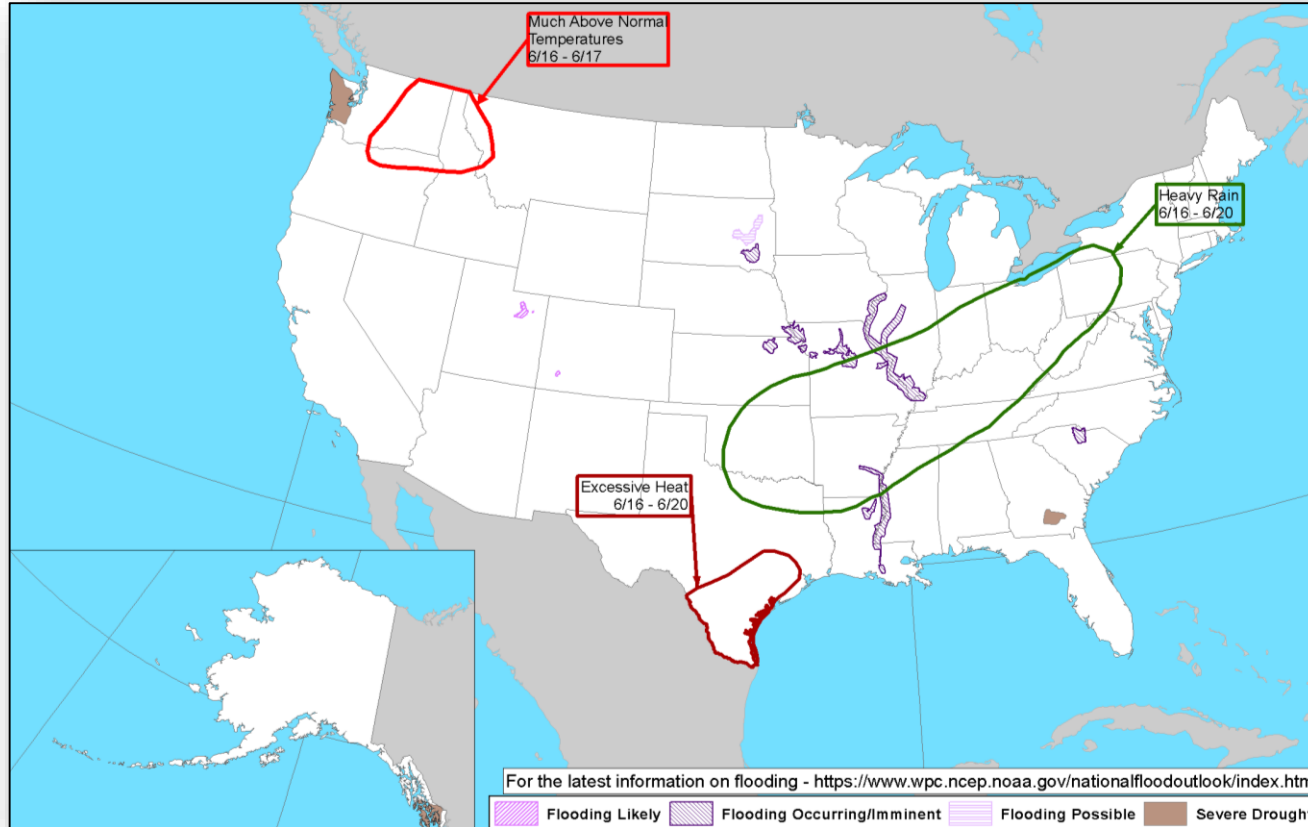 Much Above Normal
Temperatures
6/16 - 6/17
Heavy Rain
6/16 - 6/20
Excessive Heat
6/16 - 6/20
For the latest information on flooding - https://www.wpc.ncep.noaa.gov/nationalfloodoutlook/index.htm
Flooding Likely
Flooding Occurring/Imminent
Flooding Possible
Severe Drough